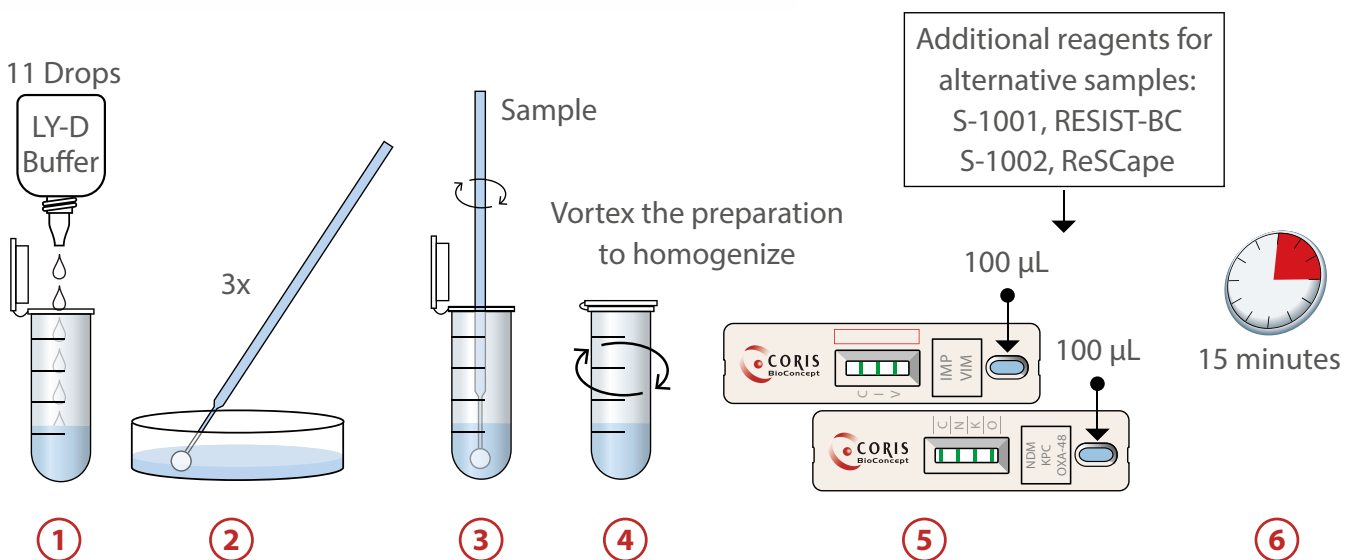 11 Drops
LY-D
Buffer
3x
Sample
Vortex the preparation
to homogenize
Additional reagents for
alternative samples:
S-1001, RESIST-BC
S-1002, ReSCape
100 µL
100 µL
15 minutes
CORIS
BioConcept
C I V
IMP
VIM
CORIS
BioConcept
C N K O
NDM
KPC
OXA-48
1
2
3
4
5
6